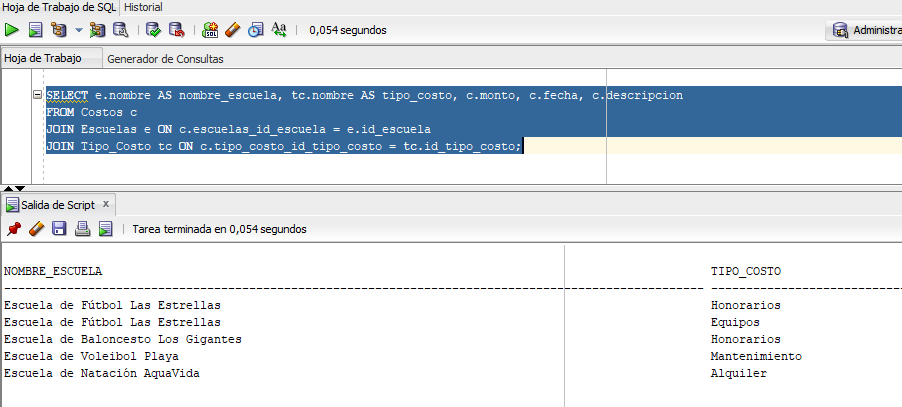 Hoja de Trabajo de SQL Historial
0,054 segundos
Administra
Hoja de Trabajo Generador de Consultas
SELECT e.nombre AS nombre_escuela, tc.nombre AS tipo_costo, c.monto, c.fecha, c.descripcion
FROM Costos c
JOIN Escuelas e ON c.escuelas_id_escuela = e.id_escuela
JOIN Tipo_Costo tc ON c.tipo_costo_id_tipo_costo = tc.id_tipo_costo;
Salida de Script x
Tarea terminada en 0,054 segundos
NOMBRE_ESCUELA TIPO_COSTO
Escuela de Fútbol Las Estrellas Honorarios
Escuela de Fútbol Las Estrellas Equipos
Escuela de Baloncesto Los Gigantes Honorarios
Escuela de Voleibol Playa Mantenimiento
Escuela de Natación AquaVida Alquiler